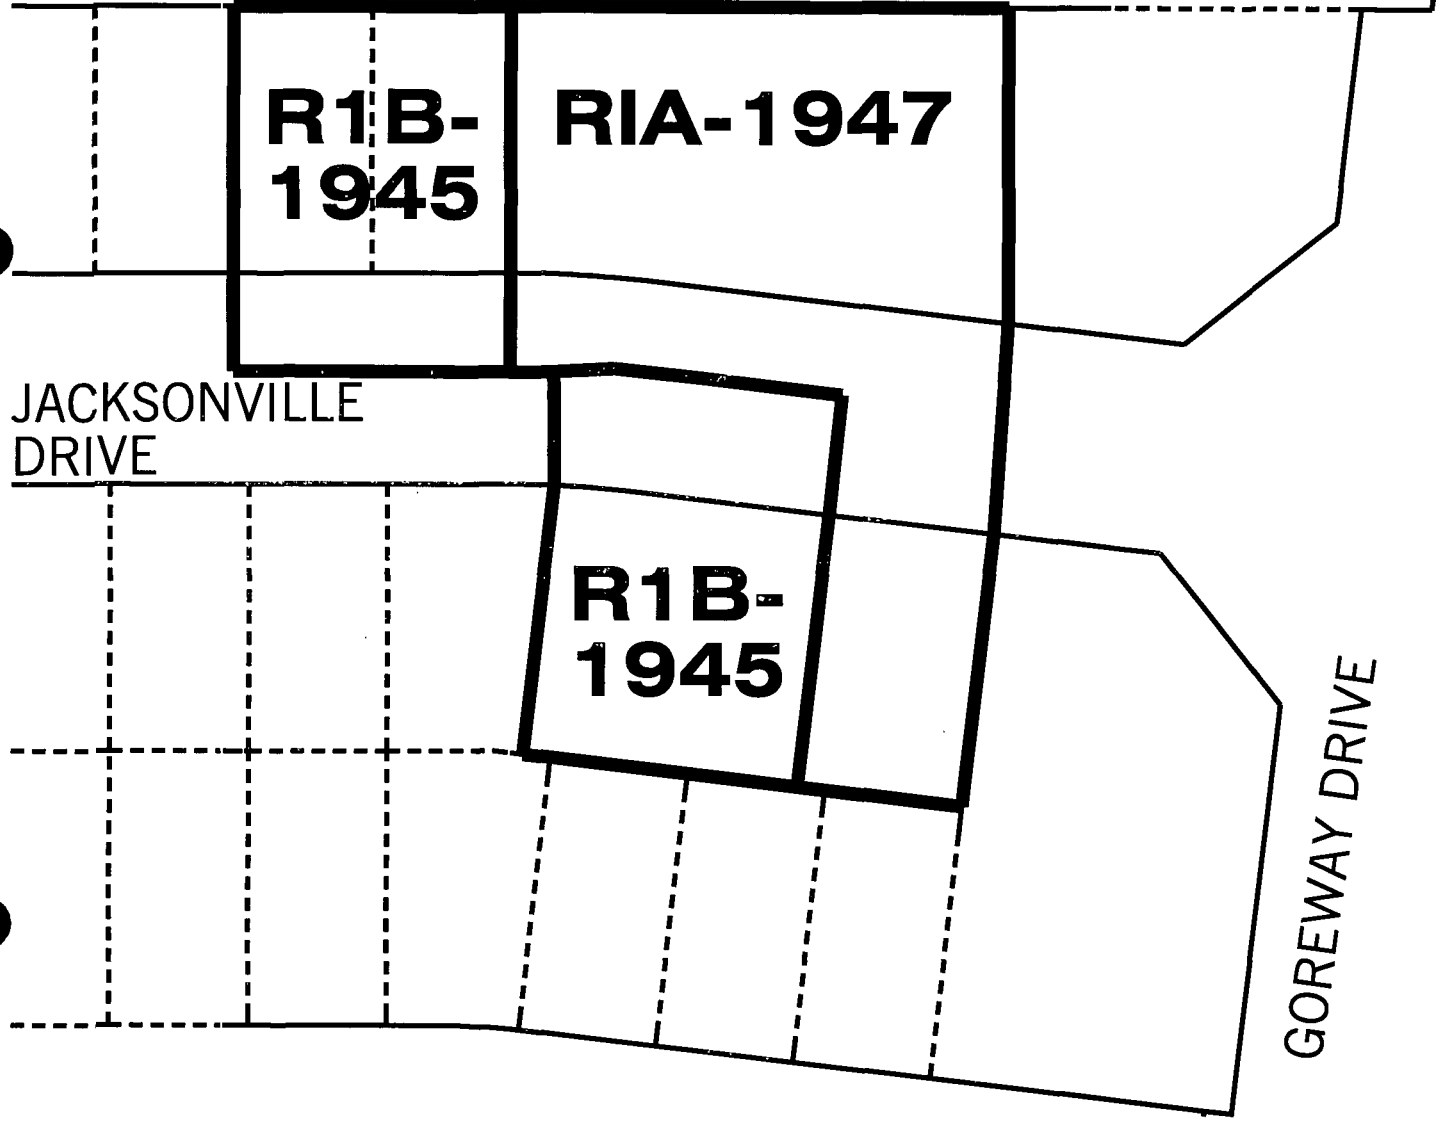 R1B-
1945
RIA-1947
JACKSONVILLE
DRIVE
R1B-
1945
GOREWAY DRIVE